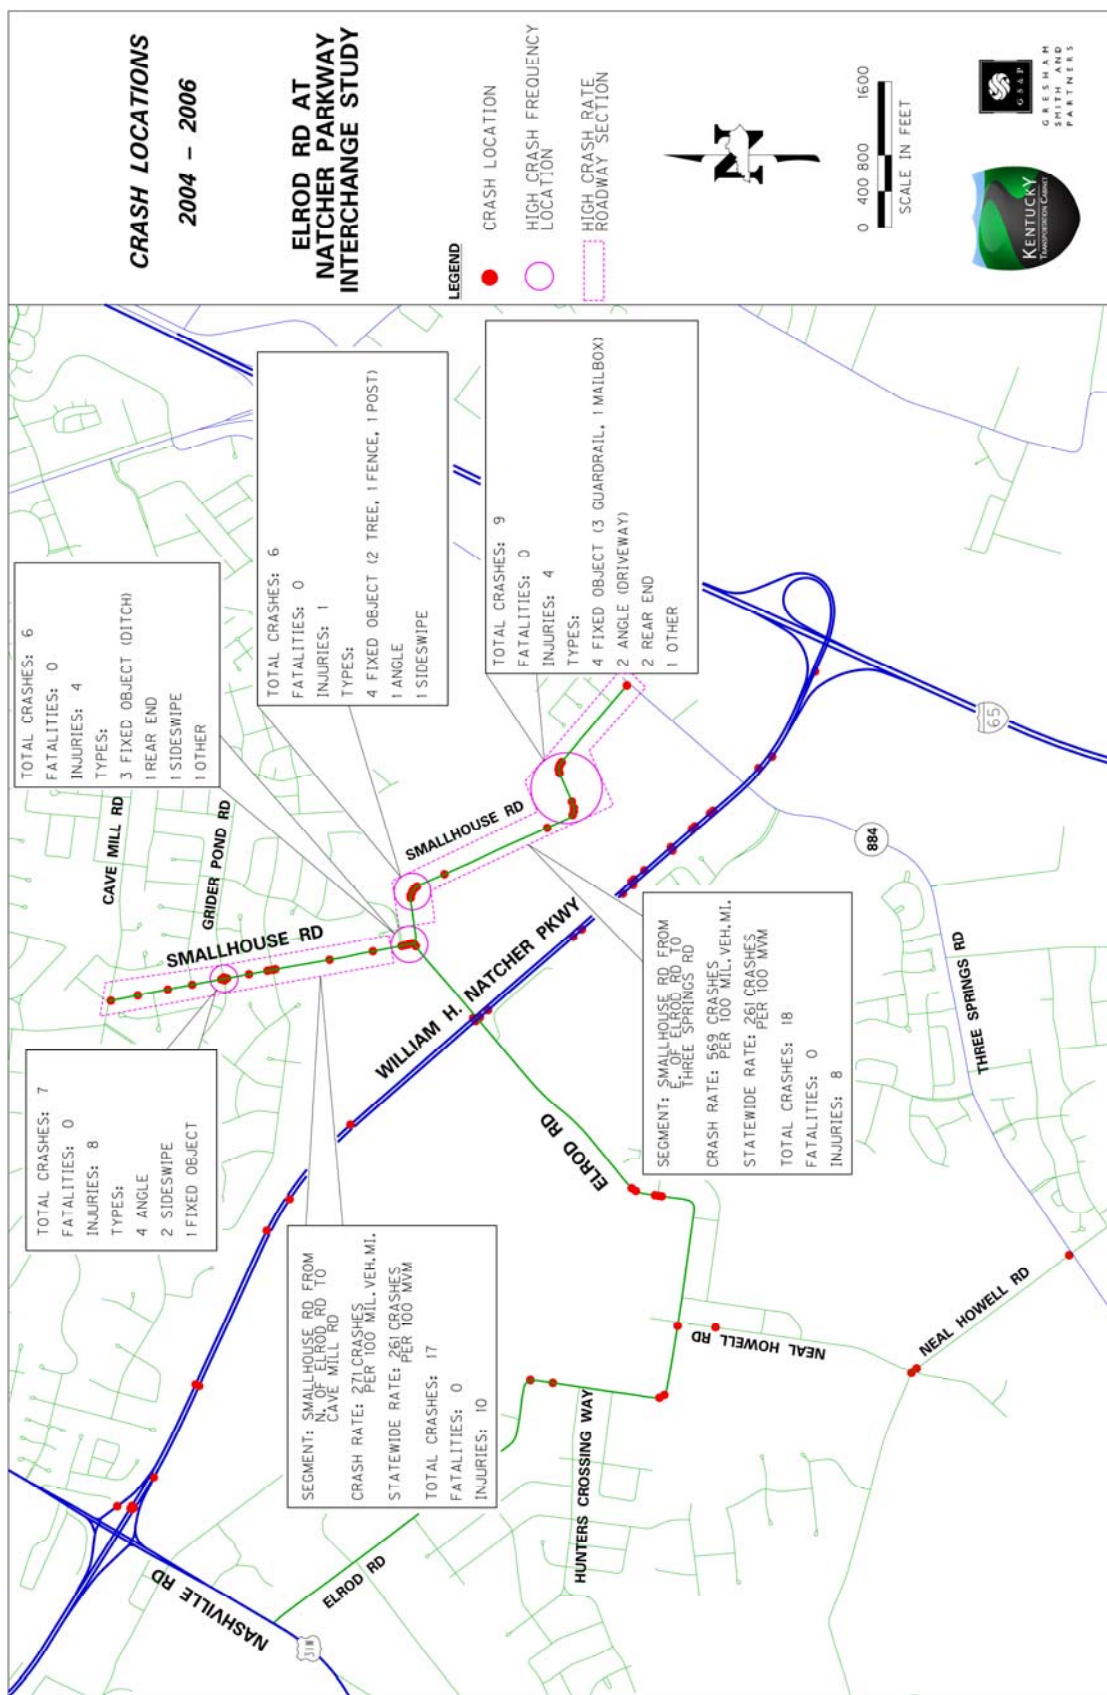 CRASH LOCATIONS
2004 - 2006
ELROD RD AT
NATCHER PARKWAY
INTERCHANGE STUDY
LEGEND
CRASH LOCATION
HIGH CRASH FREQUENCY
LOCATION
HIGH CRASH RATE
ROADWAY SECTION
N
0 400 800 1600
SCALE IN FEET
KENTUCKY
TRANSPORTATION CABINET
GS&P
GRESHAM
SMITH AND
PARTNERS
TOTAL CRASHES: 7
FATALITIES: 0
INJURIES: 8
TYPES:
4 ANGLE
2 SIDESWIPE
1 FIXED OBJECT
TOTAL CRASHES: 6
FATALITIES: 0
INJURIES: 4
TYPES:
3 FIXED OBJECT (DITCH)
1 REAR END
1 SIDESWIPE
1 OTHER
TOTAL CRASHES: 6
FATALITIES: 0
INJURIES: 1
TYPES:
4 FIXED OBJECT (2 TREE, 1 FENCE, 1 POST)
1 ANGLE
1 SIDESWIPE
TOTAL CRASHES: 9
FATALITIES: 0
INJURIES: 4
TYPES:
4 FIXED OBJECT (3 GUARDRAIL, 1 MAILBOX)
2 ANGLE (DRIVEWAY)
2 REAR END
1 OTHER
SEGMENT: SMALLHOUSE RD FROM
N. OF ELROD RD TO
CAVE MILL RD
CRASH RATE: 271 CRASHES
PER 100 MIL. VEH. MI.
STATEWIDE RATE: 261 CRASHES
PER 100 MVM
TOTAL CRASHES: 17
FATALITIES: 0
INJURIES: 10
SEGMENT: SMALLHOUSE RD FROM
E. OF ELROD RD TO
THREE SPRINGS RD
CRASH RATE: 569 CRASHES
PER 100 MIL. VEH. MI.
STATEWIDE RATE: 261 CRASHES
PER 100 MVM
TOTAL CRASHES: 18
FATALITIES: 0
INJURIES: 8
CAVE MILL RD
GRIDER POND RD
SMALLHOUSE RD
SMALLHOUSE RD
WILLIAM H. NATCHER PKWY
ELROD RD
NASHVILLE RD
31W
ELROD RD
HUNTERS CROSSING WAY
NEAL HOWELL RD
NEAL HOWELL RD
THREE SPRINGS RD
884
65